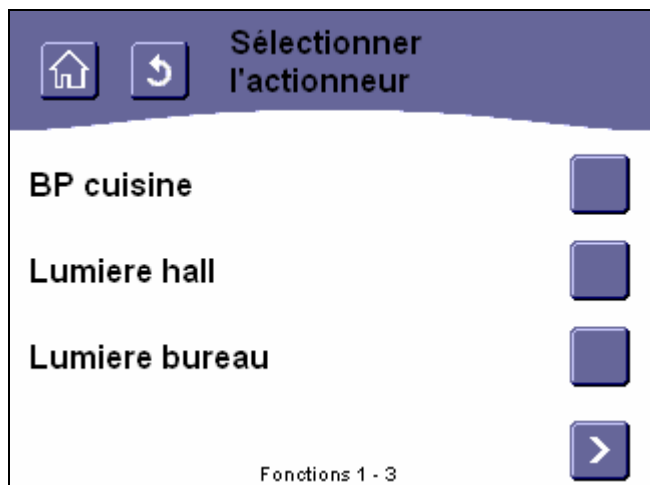 Sélectionner
l'actionneur
BP cuisine
Lumiere hall
Lumiere bureau
Fonctions 1 - 3